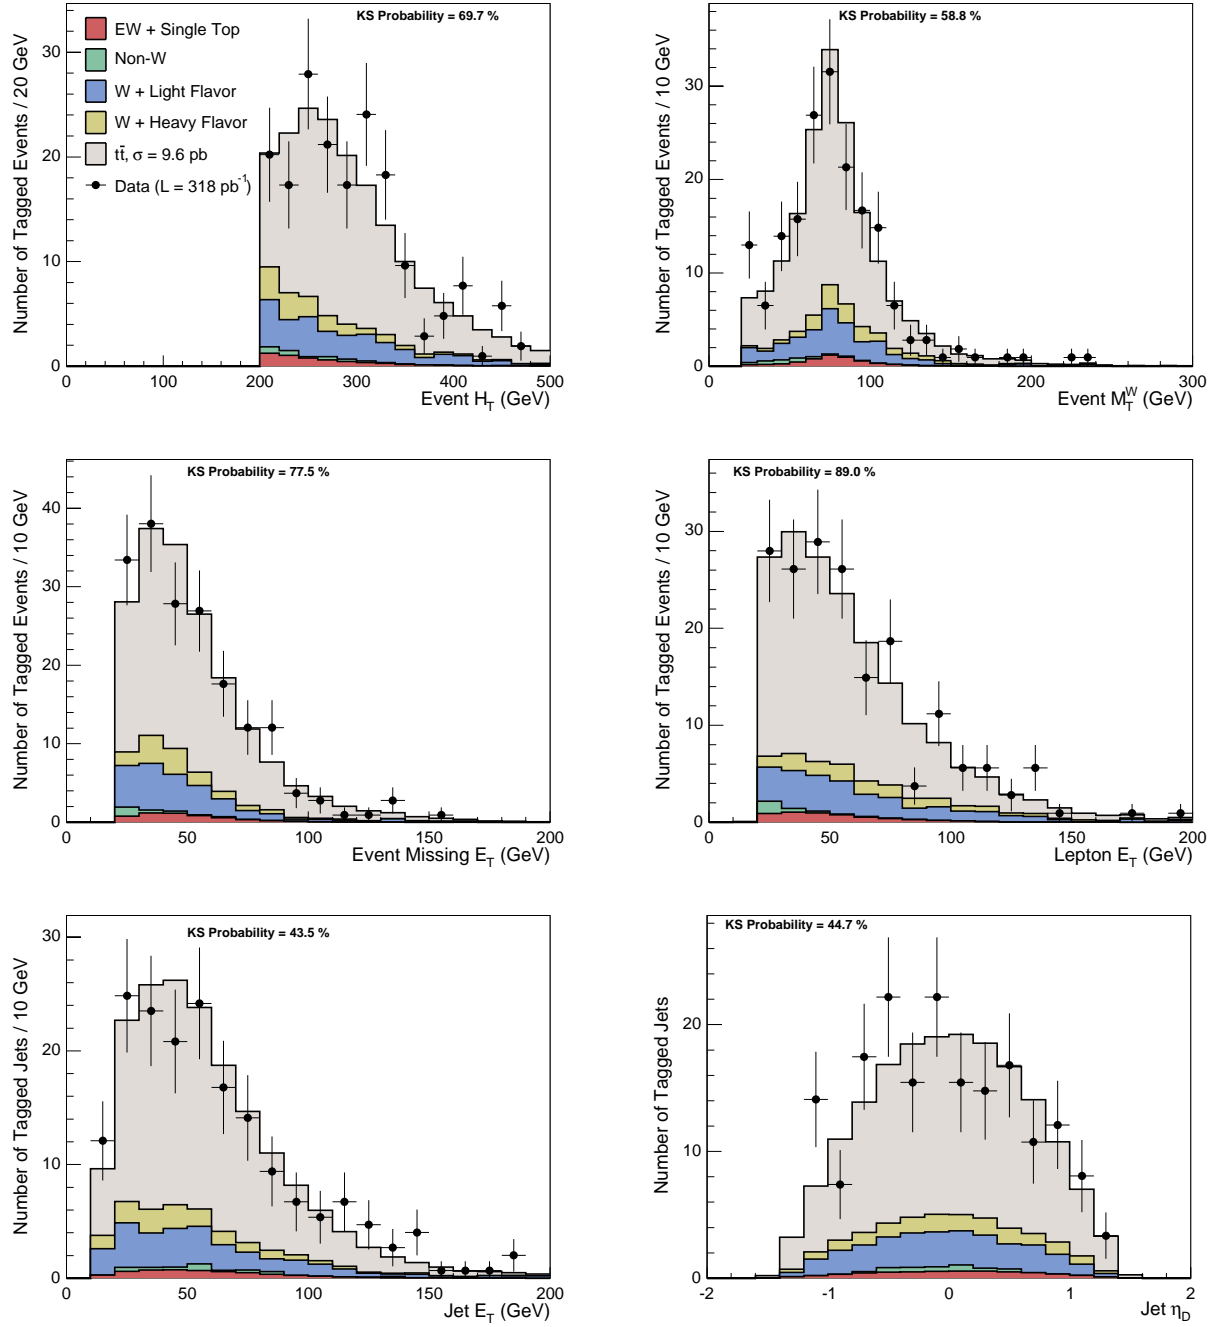 KS Probability = 69.7 %
EW + Single Top
Non-W
W + Light Flavor
W + Heavy Flavor
tt̄, σ = 9.6 pb
Data (L = 318 pb⁻¹)
Number of Tagged Events / 20 GeV
0 10 20 30
0 100 200 300 400 500
Event H_T (GeV)
KS Probability = 58.8 %
Number of Tagged Events / 10 GeV
0 10 20 30
0 100 200 300
Event M_T^W (GeV)
KS Probability = 77.5 %
Number of Tagged Events / 10 GeV
0 10 20 30 40
0 50 100 150 200
Event Missing E_T (GeV)
KS Probability = 89.0 %
Number of Tagged Events / 10 GeV
0 10 20 30
0 50 100 150 200
Lepton E_T (GeV)
KS Probability = 43.5 %
Number of Tagged Jets / 10 GeV
0 10 20 30
0 50 100 150 200
Jet E_T (GeV)
KS Probability = 44.7 %
Number of Tagged Jets
0 10 20
-2 -1 0 1 2
Jet η_D